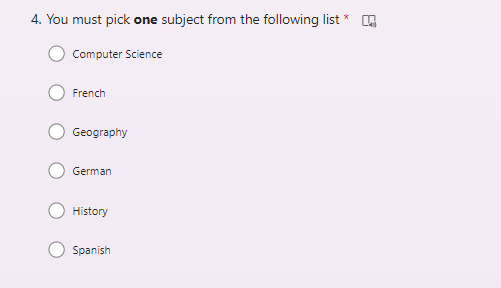 4. You must pick one subject from the following list *
Computer Science
French
Geography
German
History
Spanish